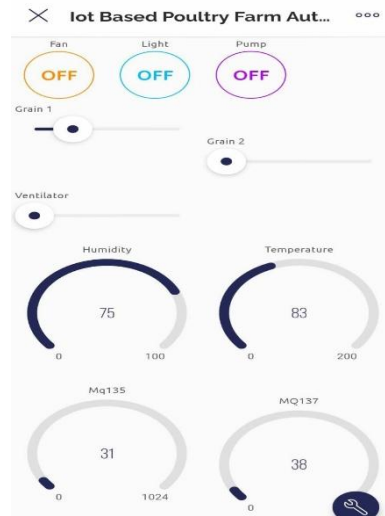 Iot Based Poultry Farm Aut...
Fan Light Pump
OFF OFF OFF
Grain 1
Grain 2
Ventilator
Humidity Temperature
75 83
0 100 0 200
Mq135 MQ137
31 38
0 1024 0